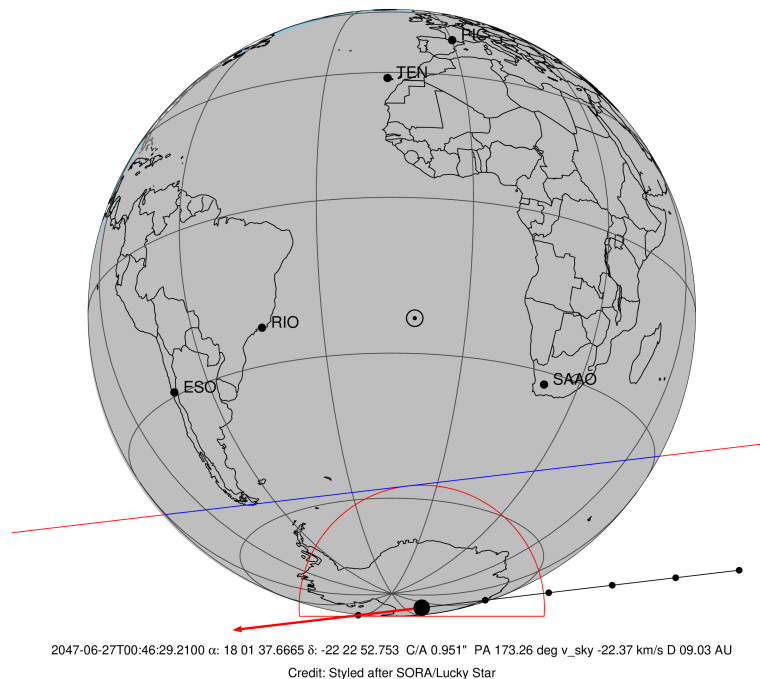 PIC
TEN
RIO
ESO
SAAO
2047-06-27T00:46:29.2100 α: 18 01 37.6665 δ: -22 22 52.753 C/A 0.951" PA 173.26 deg v_sky -22.37 km/s D 09.03 AU
Credit: Styled after SORA/Lucky Star